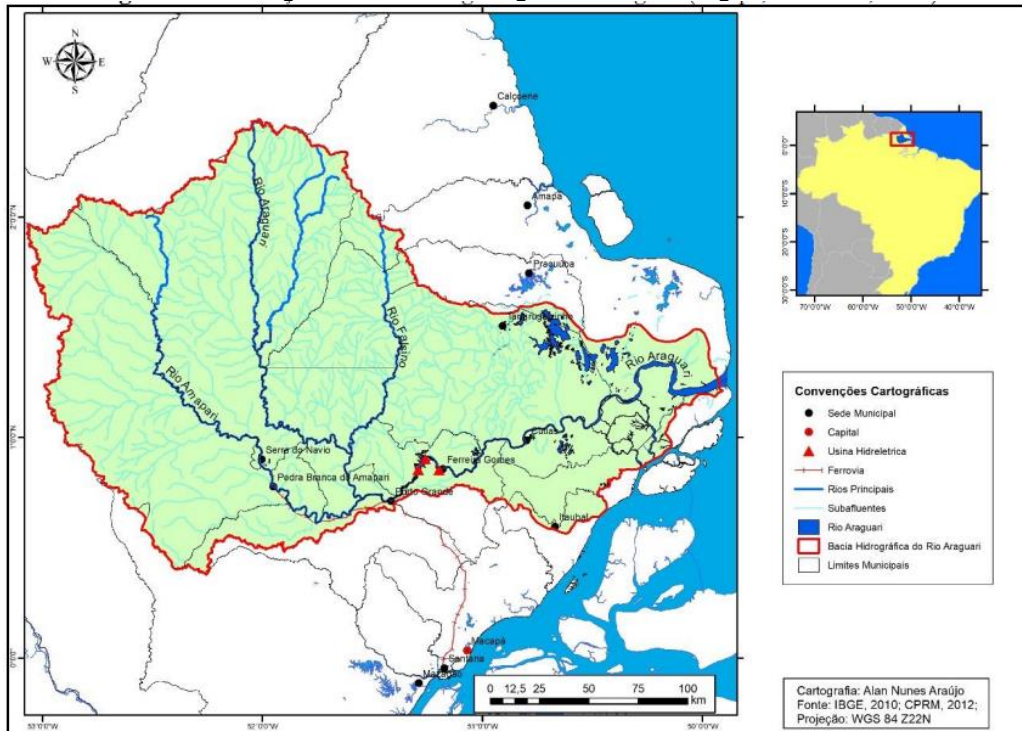 N
W E
S
Calçoene
Amapá
Pracuúba
Tartarugalzinho
Rio Araguari
Rio Falsino
Rio Amapari
Rio Araguari
Cutias
Serra do Navio
Ferreira Gomes
Pedra Branca do Amapari
Porto Grande
Itaubal
Macapá
Santana
Mazagão
2°0'0"N
1°0'0"N
0°0'0"
53°0'0"W 52°0'0"W 51°0'0"W 50°0'0"W
0 12,5 25 50 75 100
km
0°0'0"
10°0'0"S
20°0'0"S
30°0'0"S
70°0'0"W 60°0'0"W 50°0'0"W 40°0'0"W
Convenções Cartográficas
Sede Municipal
Capital
Usina Hidreletrica
Ferrovia
Rios Principais
Subafluentes
Rio Araguari
Bacia Hidrográfica do Rio Araguari
Limites Municipais
Cartografia: Alan Nunes Araújo
Fonte: IBGE, 2010; CPRM, 2012;
Projeção: WGS 84 Z22N